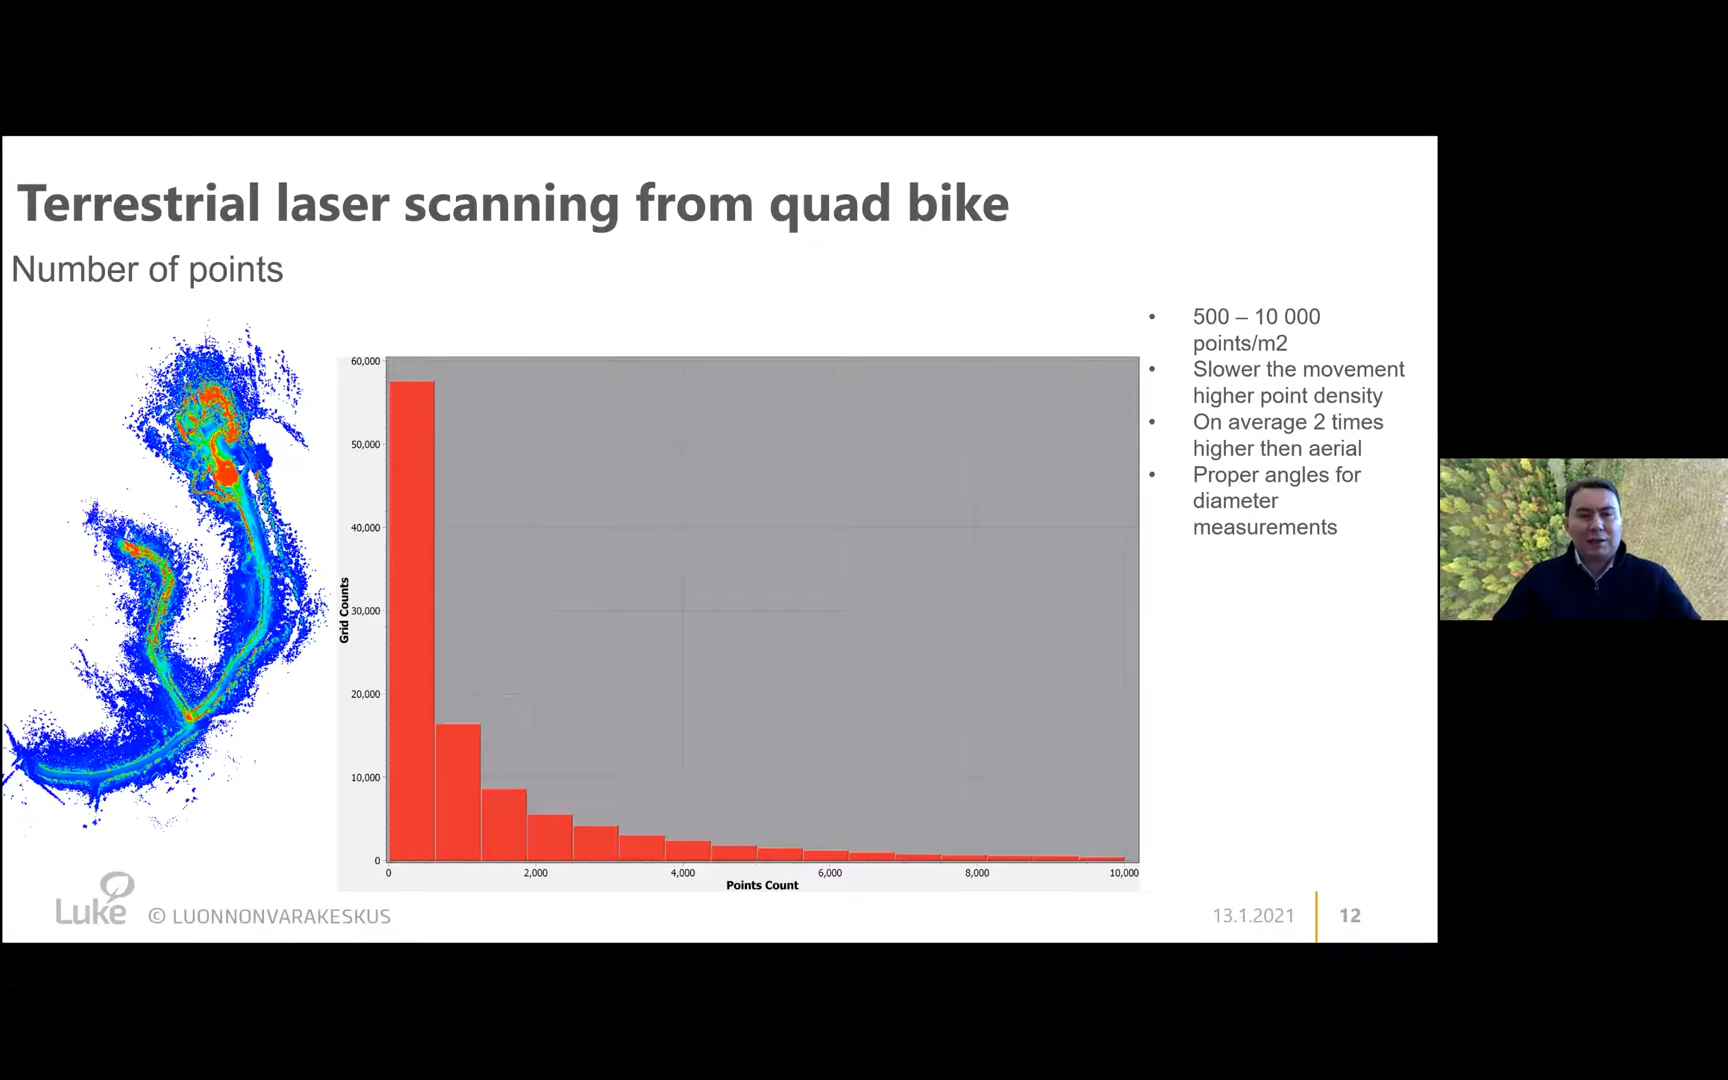 Terrestrial laser scanning from quad bike
Number of points
60,000
50,000
40,000
30,000
20,000
10,000
0
Grid Counts
0
2,000
4,000
6,000
8,000
10,000
Points Count
• 500 – 10 000
points/m2
• Slower the movement
higher point density
• On average 2 times
higher then aerial
• Proper angles for
diameter
measurements
Luke © LUONNONVARAKESKUS
13.1.2021
12